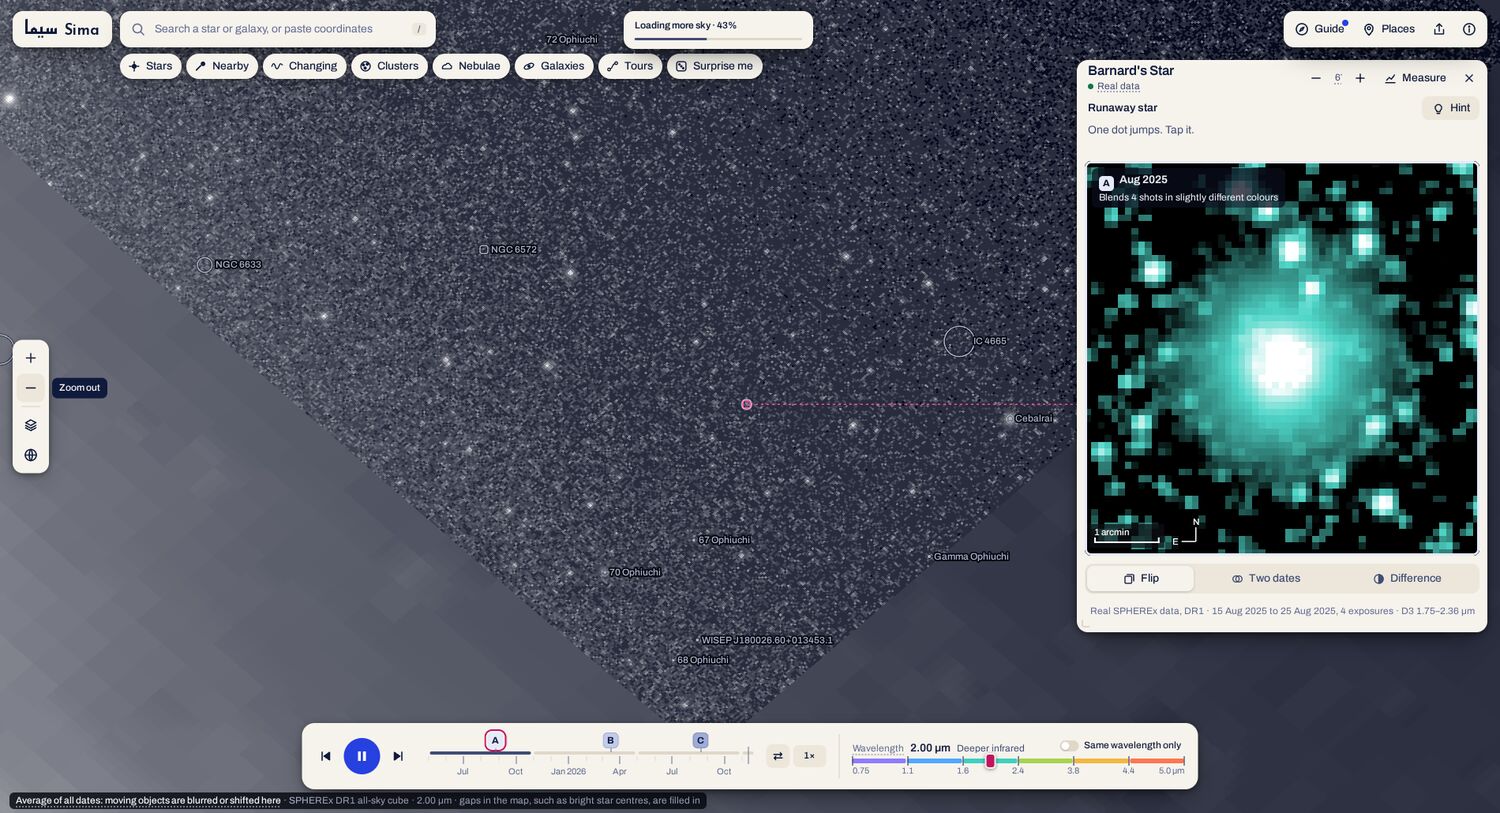 سيما Sima
Search a star or galaxy, or paste coordinates /
Loading more sky · 43%
Guide Places
72 Ophiuchi
Stars Nearby Changing Clusters Nebulae Galaxies Tours Surprise me
Barnard's Star
Real data
6′
Measure
Runaway star
Hint
One dot jumps. Tap it.
A Aug 2025
Blends 4 shots in slightly different colours
NGC 6572
NGC 6633
IC 4665
Zoom out
Cebalrai
67 Ophiuchi
Gamma Ophiuchi
70 Ophiuchi
1 arcmin
N
E
Flip Two dates Difference
Real SPHEREx data, DR1 · 15 Aug 2025 to 25 Aug 2025, 4 exposures · D3 1.75–2.36 µm
WISEP J180026.60+013453.1
68 Ophiuchi
A B C
Jul Oct Jan 2026 Apr Jul Oct
1×
Wavelength 2.00 µm Deeper infrared
Same wavelength only
0.75 1.1 1.6 2.4 3.8 4.4 5.0 µm
Average of all dates: moving objects are blurred or shifted here · SPHEREx DR1 all-sky cube · 2.00 µm · gaps in the map, such as bright star centres, are filled in